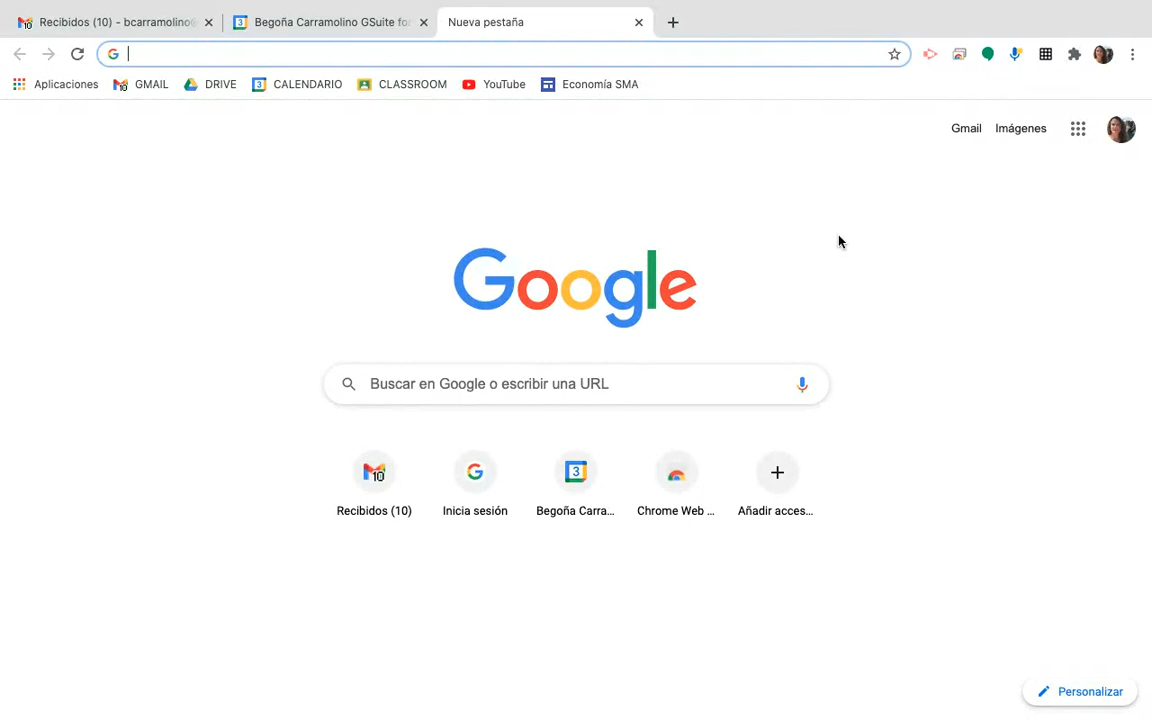 Recibidos (10) - bcarramolino@
Begoña Carramolino GSuite fo
Nueva pestaña
Aplicaciones
GMAIL
DRIVE
CALENDARIO
CLASSROOM
YouTube
Economía SMA
Gmail
Imágenes
Google
Buscar en Google o escribir una URL
Recibidos (10)
Inicia sesión
Begoña Carra...
Chrome Web ...
Añadir acces...
Personalizar